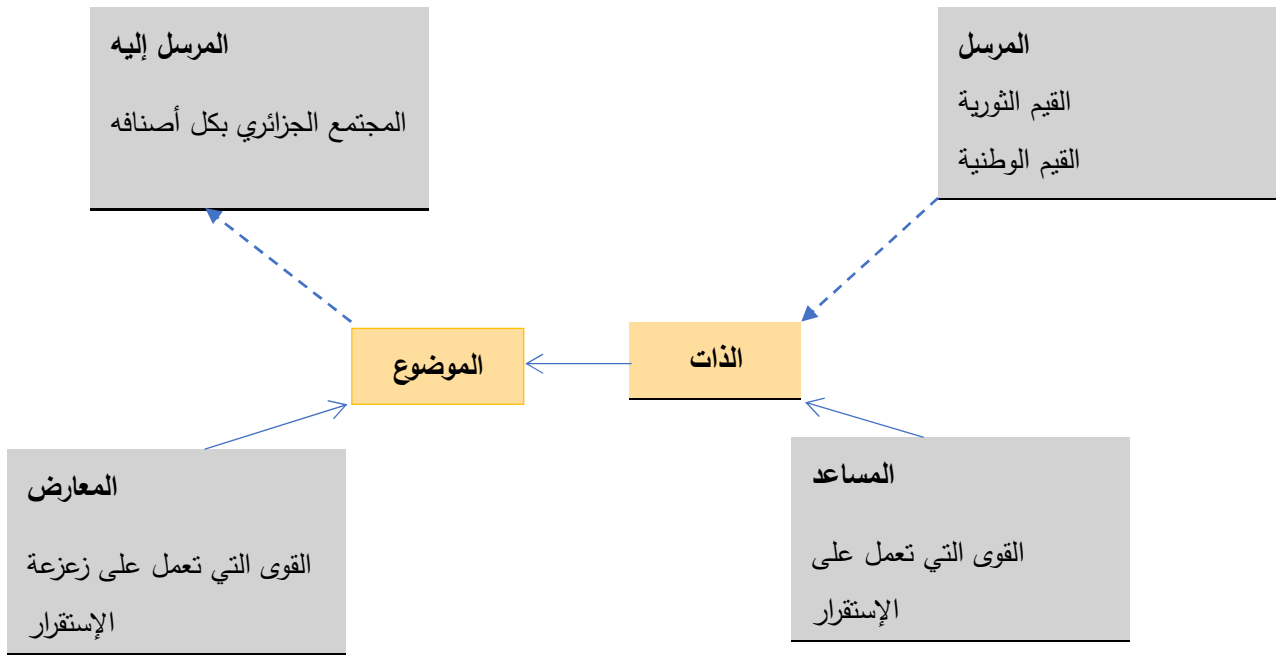 المرسل
القيم الثورية
القيم الوطنية
المرسل إليه
المجتمع الجزائري بكل أصنافه
الذات
الموضوع
المساعد
القوى التي تعمل على
الإستقرار
المعارض
القوى التي تعمل على زعزعة
الإستقرار